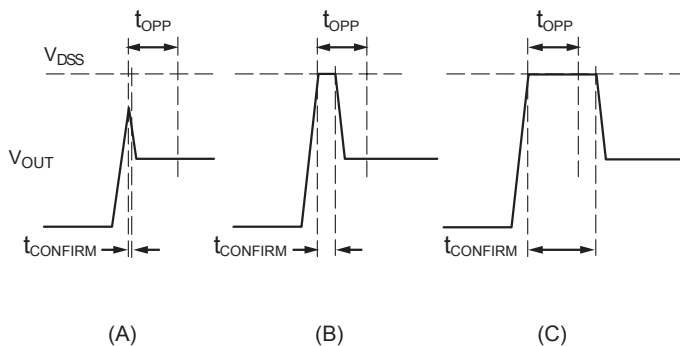 tOPP tOPP tOPP
VDSS
VOUT
tCONFIRM tCONFIRM tCONFIRM
(A) (B) (C)